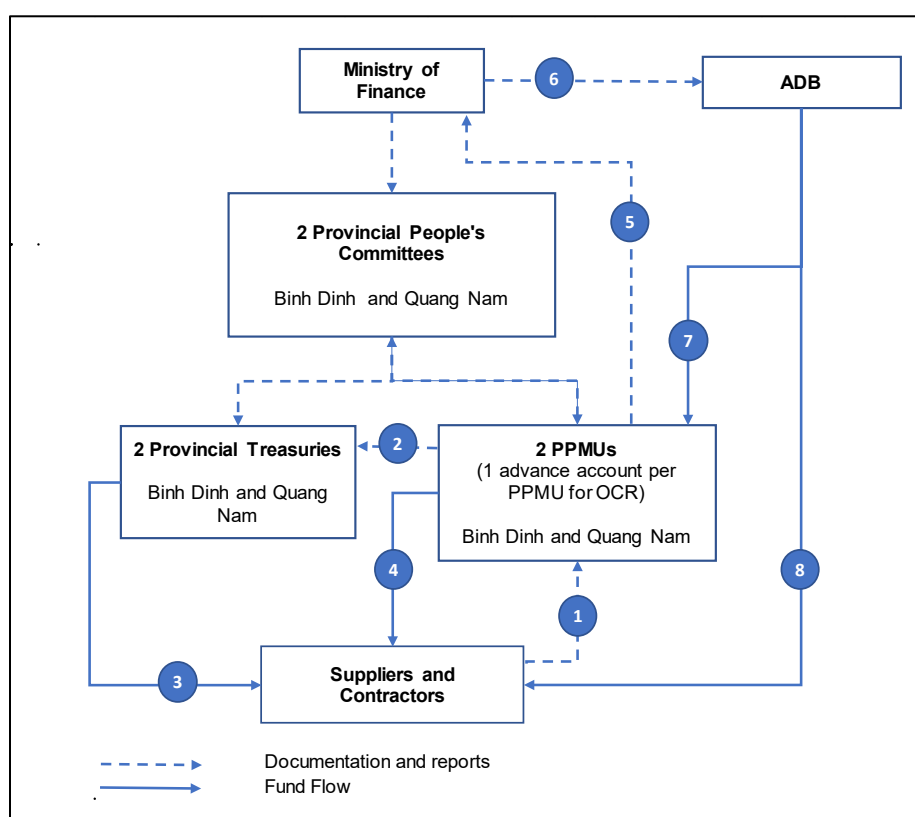 Ministry of
Finance
6
ADB
2 Provincial People's
Committees
Binh Dinh and Quang Nam
5
7
2 Provincial Treasuries
Binh Dinh and Quang
Nam
2
2 PPMUs
(1 advance account per
PPMU for OCR)
Binh Dinh and Quang Nam
4
8
1
3
Suppliers and
Contractors
Documentation and reports
Fund Flow